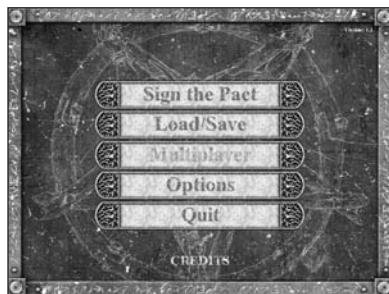 Sign the Pact
Load/Save
Multiplayer
Options
Quit
CREDITS